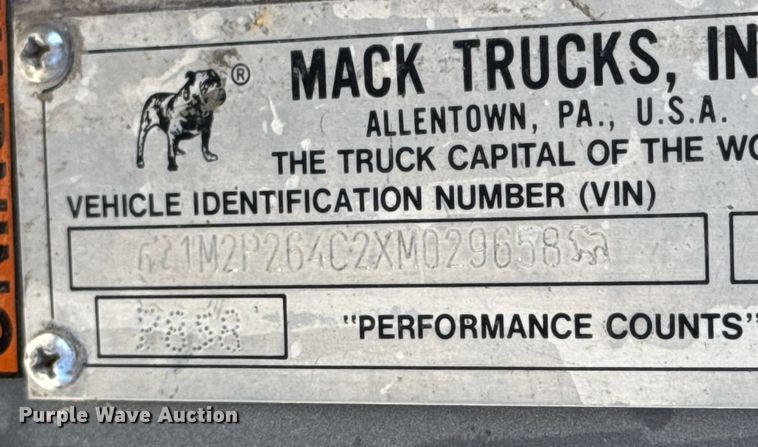 ®
MACK TRUCKS, IN
ALLENTOWN, PA., U.S.A.
THE TRUCK CAPITAL OF THE WO
VEHICLE IDENTIFICATION NUMBER (VIN)
1M2P264C2XM029658
"PERFORMANCE COUNTS"
Purple Wave Auction